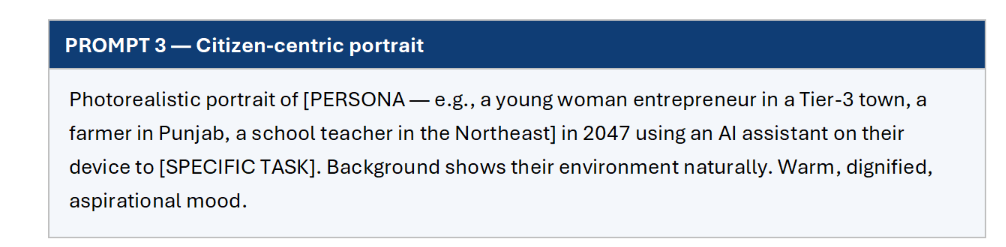 PROMPT 3 — Citizen-centric portrait
Photorealistic portrait of [PERSONA — e.g., a young woman entrepreneur in a Tier-3 town, a
farmer in Punjab, a school teacher in the Northeast] in 2047 using an AI assistant on their
device to [SPECIFIC TASK]. Background shows their environment naturally. Warm, dignified,
aspirational mood.